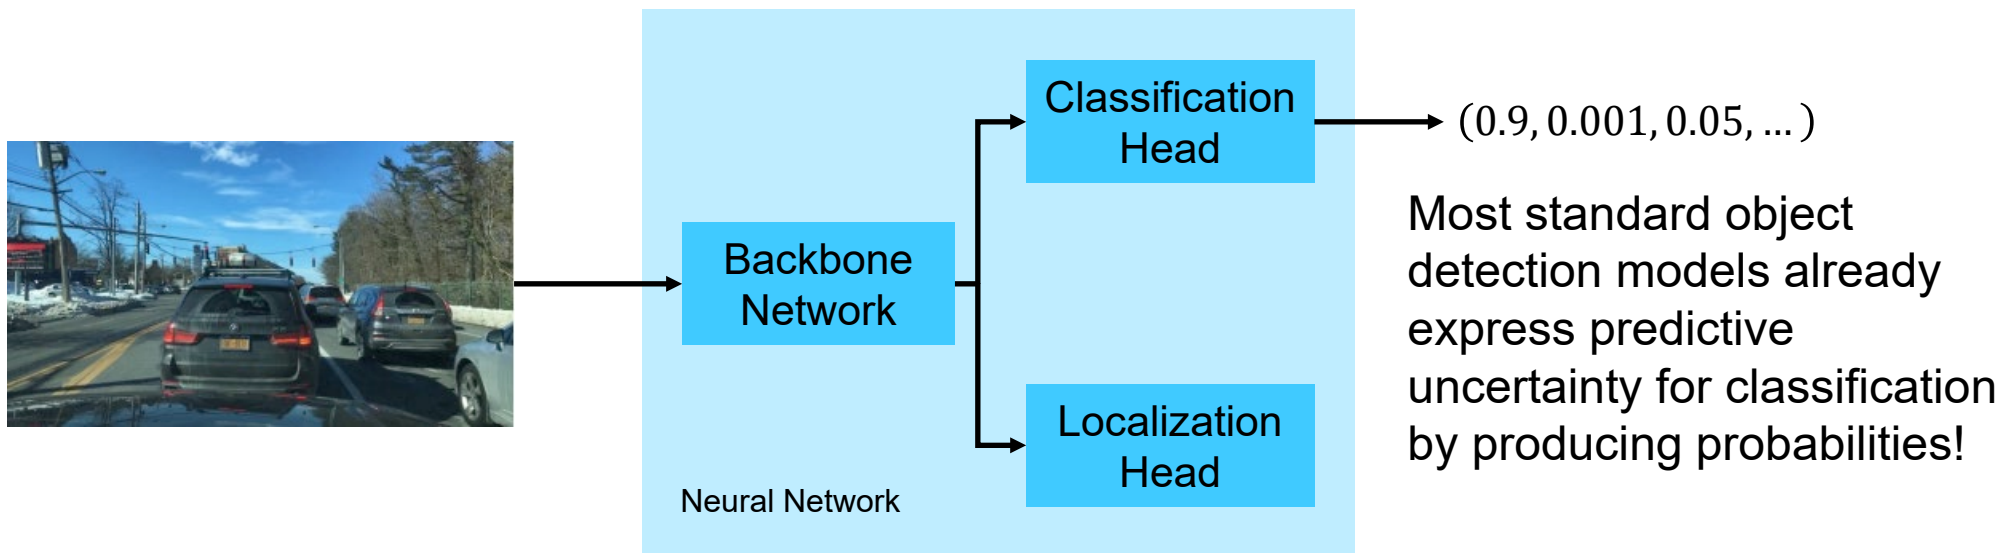 Classification
Head
(0.9, 0.001, 0.05, ... )
Backbone
Network
Localization
Head
Neural Network
Most standard object
detection models already
express predictive
uncertainty for classification
by producing probabilities!